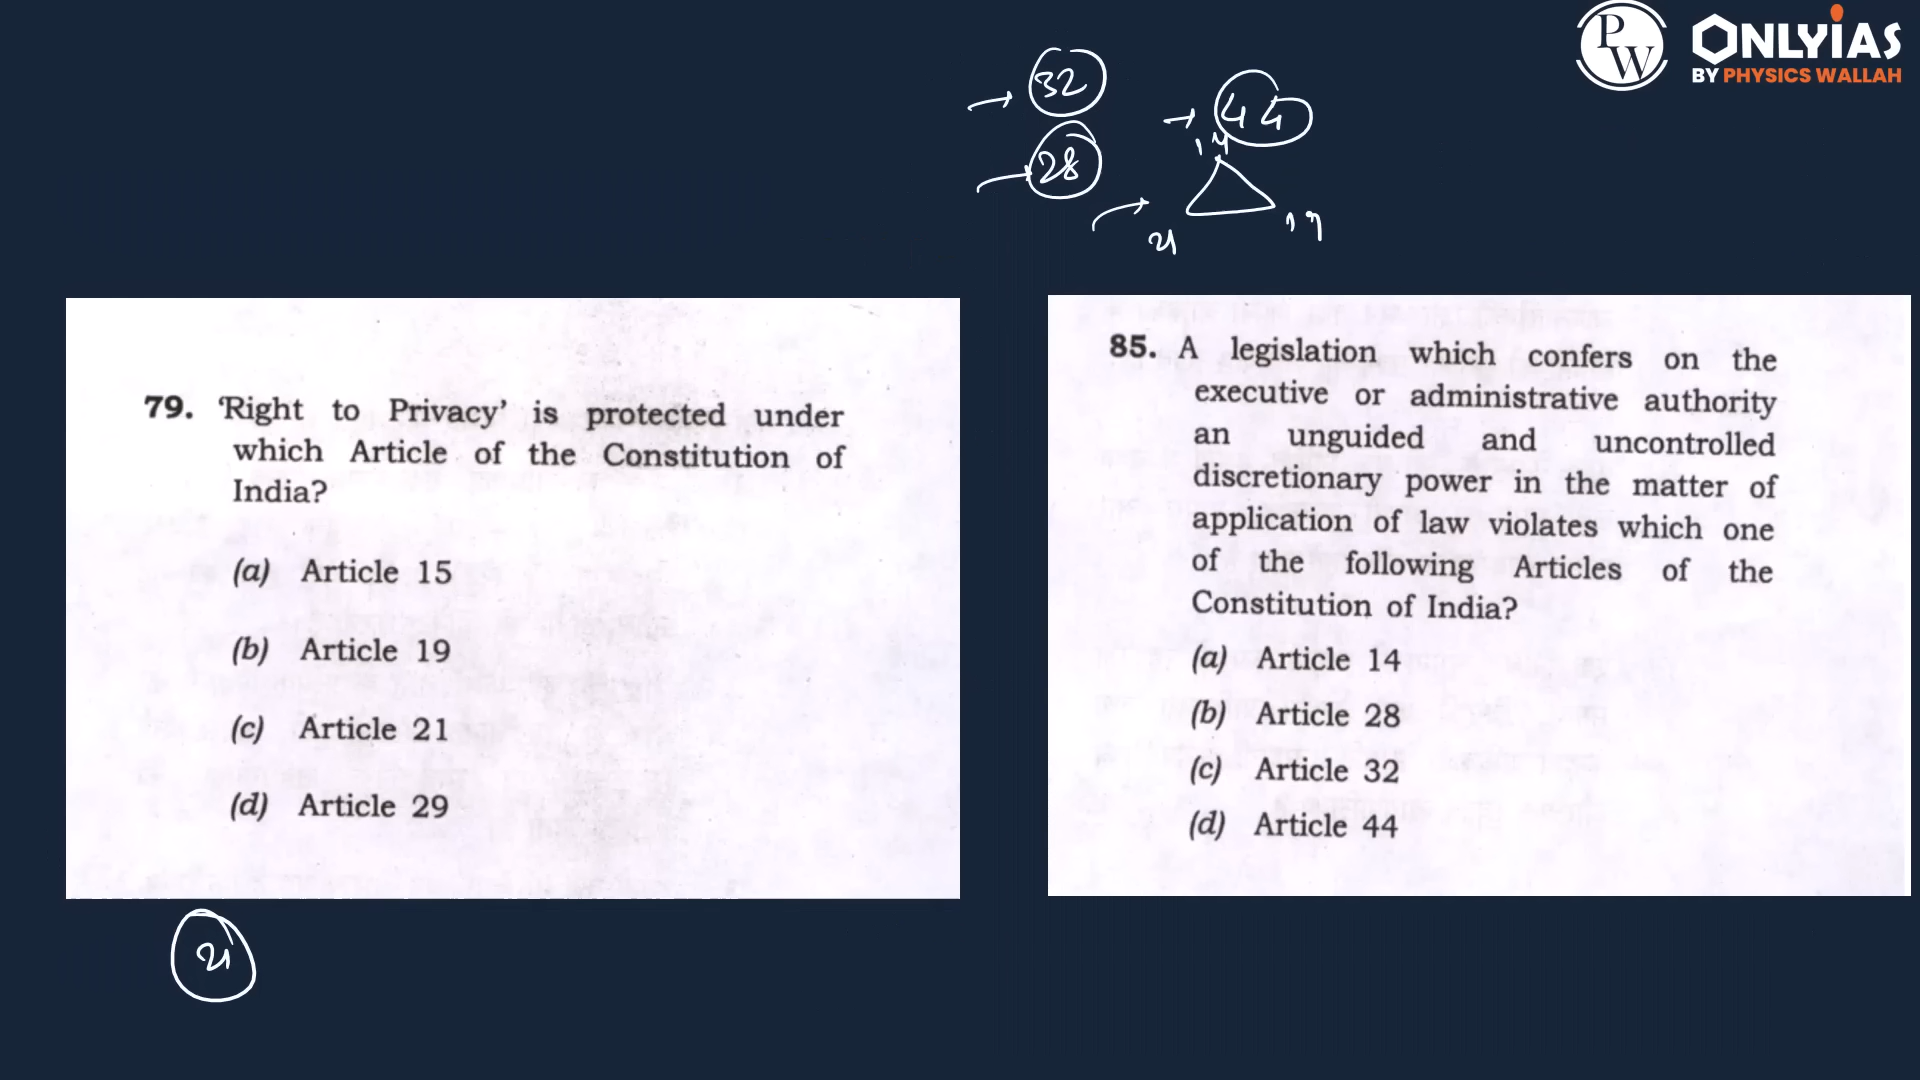 PW
ONLYIAS
BY PHYSICS WALLAH
32
44
28
14
21
19
79. ‘Right to Privacy’ is protected under
which Article of the Constitution of
India?
(a) Article 15
(b) Article 19
(c) Article 21
(d) Article 29
21
85. A legislation which confers on the
executive or administrative authority
an unguided and uncontrolled
discretionary power in the matter of
application of law violates which one
of the following Articles of the
Constitution of India?
(a) Article 14
(b) Article 28
(c) Article 32
(d) Article 44